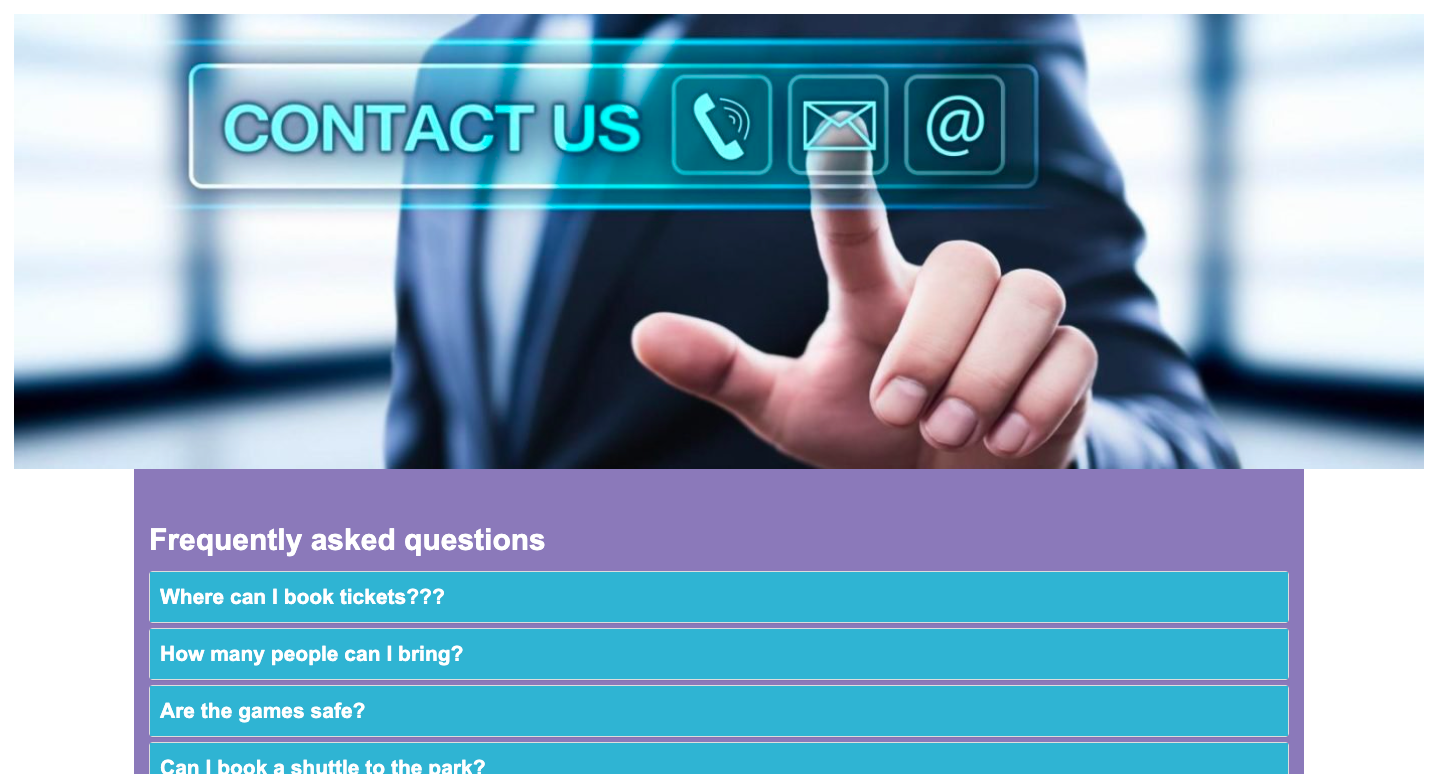 CONTACT US @
Frequently asked questions
Where can I book tickets???
How many people can I bring?
Are the games safe?
Can I book a shuttle to the park?